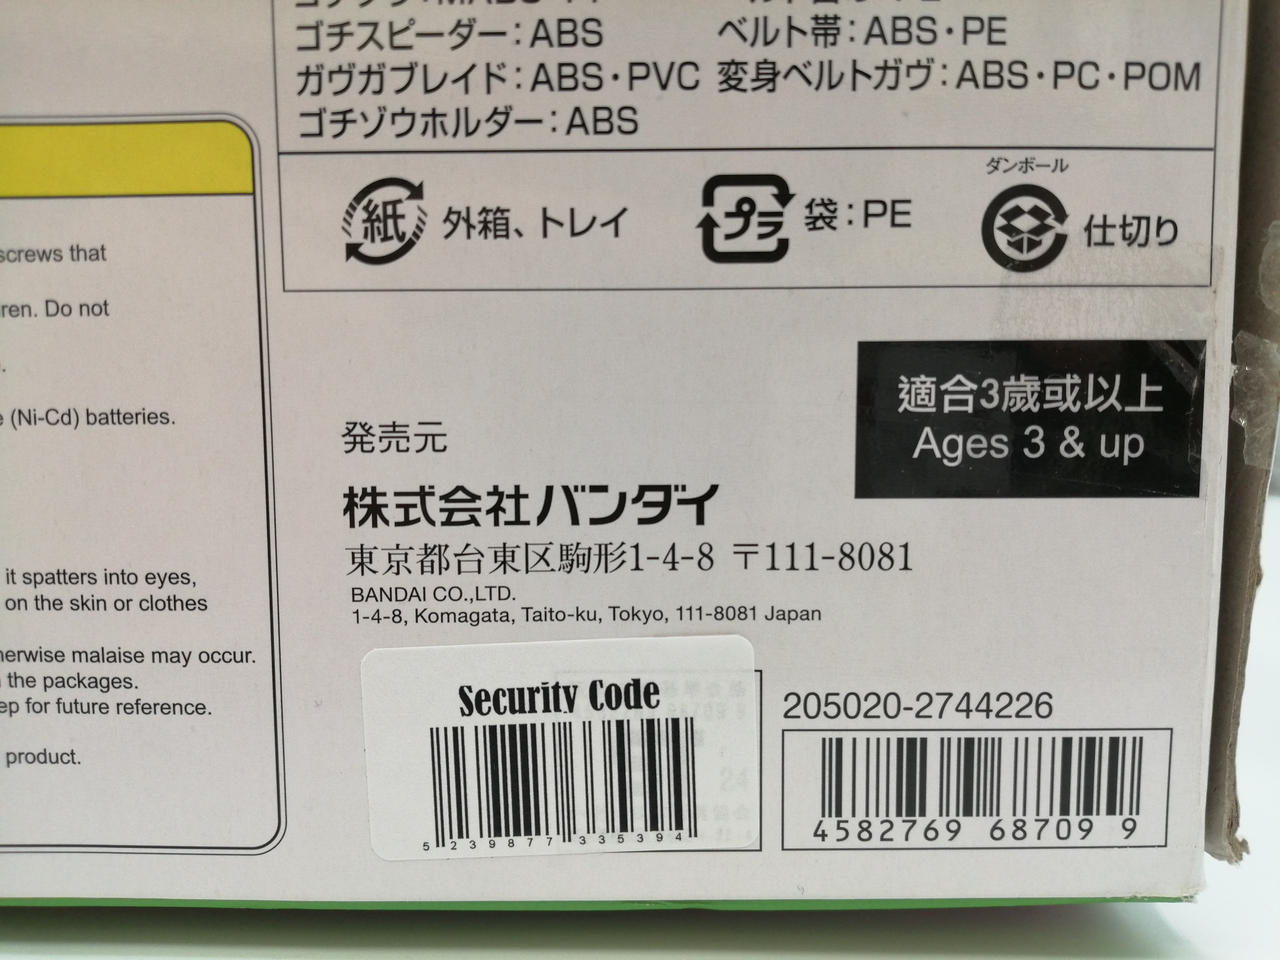 ゴチスピーダー：ABS
ベルト帯：ABS・PE
ガヴガブレイド：ABS・PVC
変身ベルトガヴ：ABS・PC・POM
ゴチゾウホルダー：ABS
紙 外箱、トレイ
プラ 袋：PE
ダンボール
仕切り
screws that
ren. Do not
(Ni-Cd) batteries.
it spatters into eyes,
on the skin or clothes
herwise malaise may occur.
the packages.
ep for future reference.
product.
適合3歲或以上
Ages 3 & up
発売元
株式会社バンダイ
東京都台東区駒形1-4-8 〒111-8081
BANDAI CO.,LTD.
1-4-8, Komagata, Taito-ku, Tokyo, 111-8081 Japan
Security Code
5 239877 335394
205020-2744226
4582769 68709 9